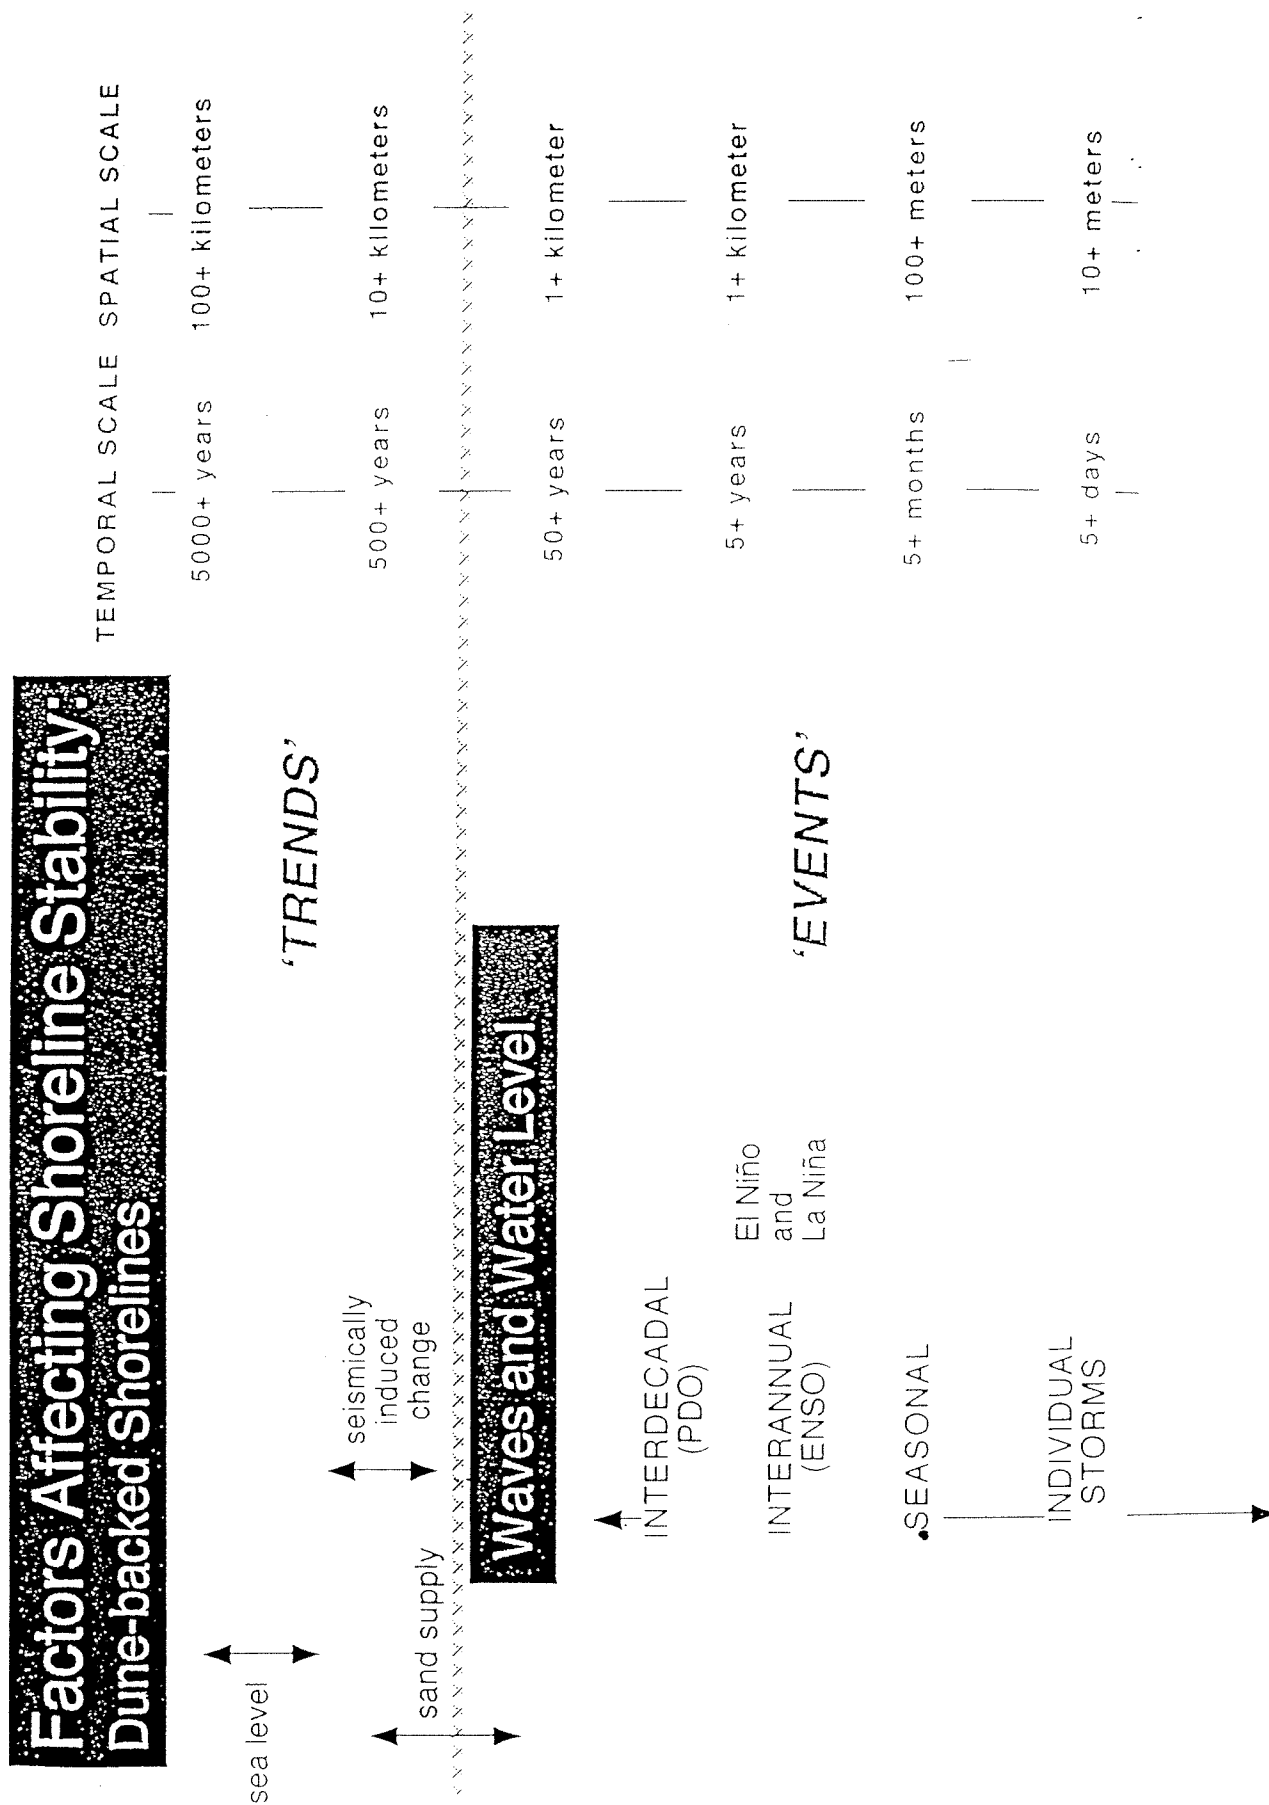 Factors Affecting Shoreline Stability:
Dune-backed Shorelines
TEMPORAL SCALE SPATIAL SCALE
5000+ years 100+ kilometers
sea level
'TRENDS'
seismically
induced
change
500+ years 10+ kilometers
sand supply
Waves and Water Level
50+ years 1+ kilometer
INTERDECADAL
(PDO)
El Niño
and
La Niña
5+ years 1+ kilometer
INTERANNUAL
(ENSO)
'EVENTS'
SEASONAL
5+ months 100+ meters
INDIVIDUAL
STORMS
5+ days 10+ meters